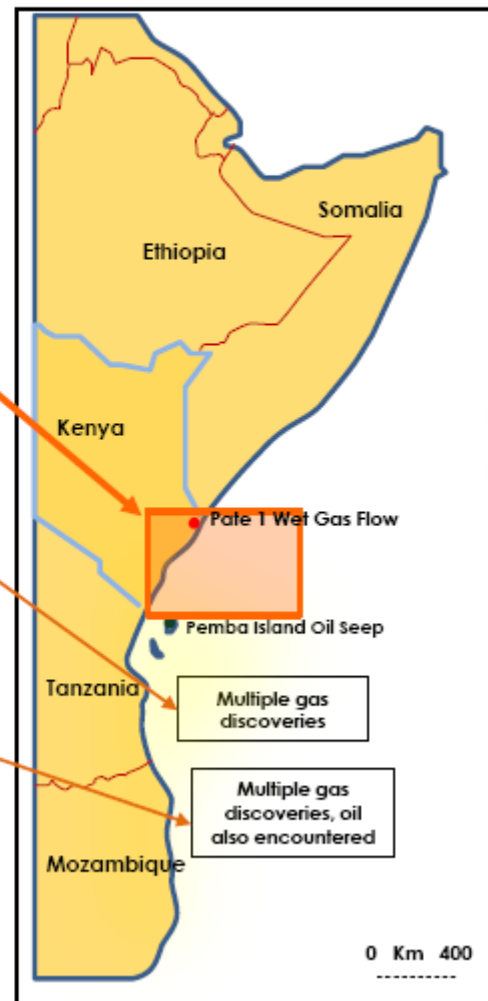 Somalia
Ethiopia
Kenya
Pate 1 Wet Gas Flow
Pemba Island Oil Seep
Tanzania
Multiple gas
discoveries
Multiple gas
discoveries, oil
also encountered
Mozambique
0 Km 400